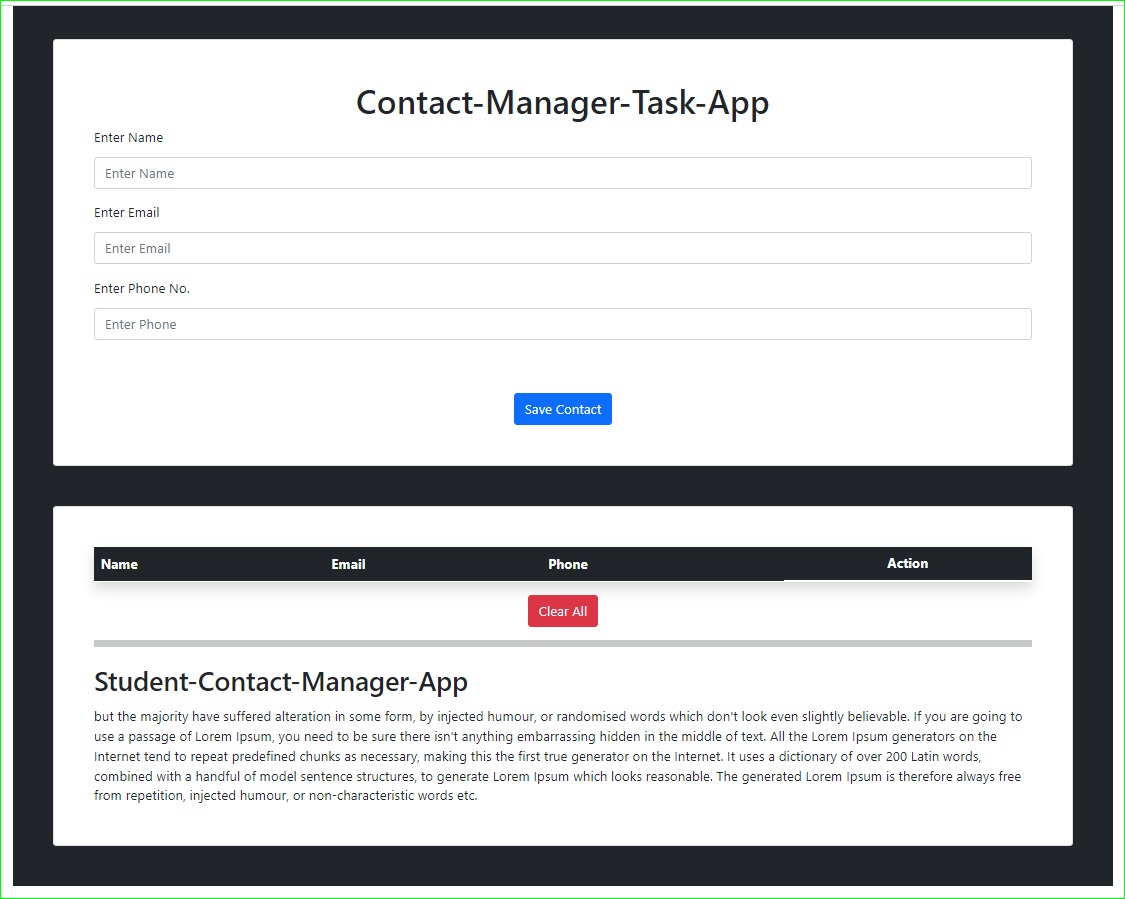 Contact-Manager-Task-App
Enter Name
Enter Name
Enter Email
Enter Email
Enter Phone No.
Enter Phone
Save Contact
Name Email Phone Action
Clear All
Student-Contact-Manager-App
but the majority have suffered alteration in some form, by injected humour, or randomised words which don't look even slightly believable. If you are going to
use a passage of Lorem Ipsum, you need to be sure there isn't anything embarrassing hidden in the middle of text. All the Lorem Ipsum generators on the
Internet tend to repeat predefined chunks as necessary, making this the first true generator on the Internet. It uses a dictionary of over 200 Latin words,
combined with a handful of model sentence structures, to generate Lorem Ipsum which looks reasonable. The generated Lorem Ipsum is therefore always free
from repetition, injected humour, or non-characteristic words etc.